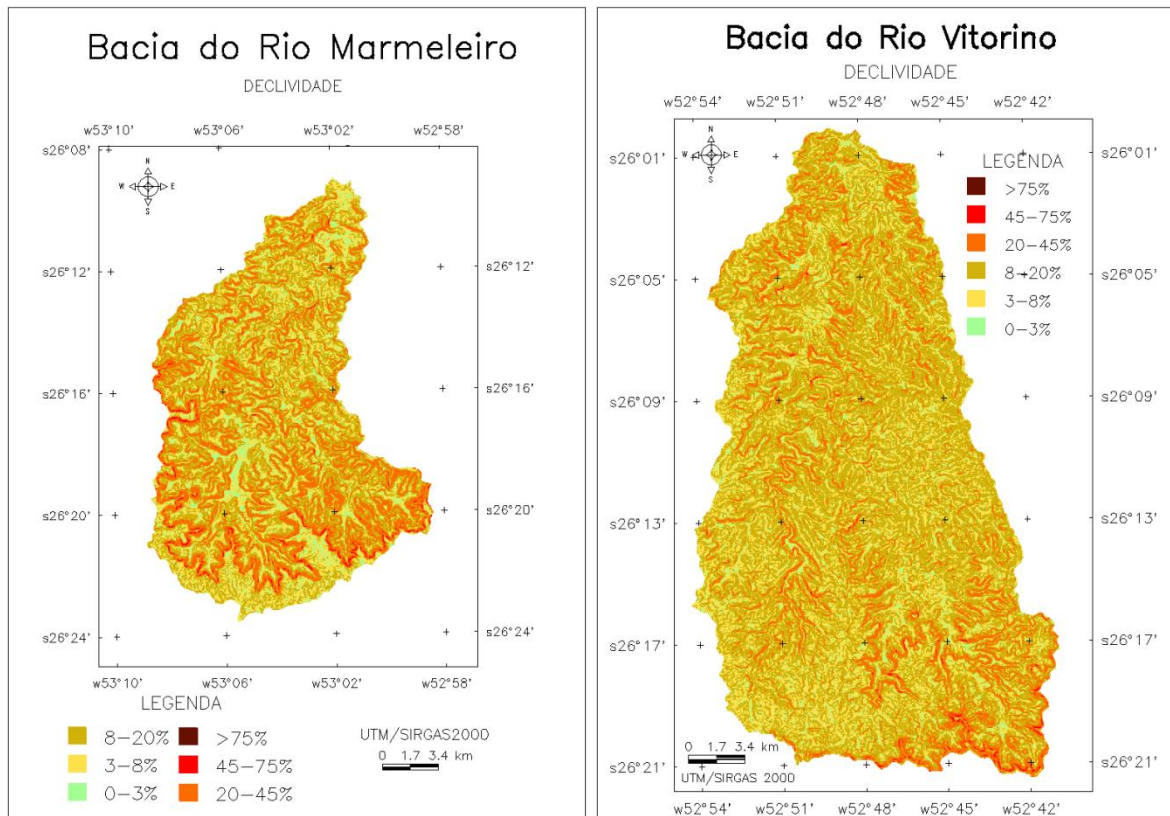 Bacia do Rio Marmeleiro
DECLIVIDADE
w53°10' w53°06' w53°02' w52°58'
s26°08'
N
W E
S
s26°12' s26°12'
s26°16' s26°16'
s26°20' s26°20'
s26°24' s26°24'
w53°10' w53°06' w53°02' w52°58'
LEGENDA
8-20% >75%
3-8% 45-75%
0-3% 20-45%
UTM/SIRGAS2000
0 1.7 3.4 km
Bacia do Rio Vitorino
DECLIVIDADE
w52°54' w52°51' w52°48' w52°45' w52°42'
s26°01' s26°01'
N
W E
S
LEGENDA
>75%
45-75%
20-45%
8-20%
3-8%
0-3%
s26°05' s26°05'
s26°09' s26°09'
s26°13' s26°13'
s26°17' s26°17'
s26°21' s26°21'
0 1.7 3.4 km
UTM/SIRGAS 2000
w52°54' w52°51' w52°48' w52°45' w52°42'